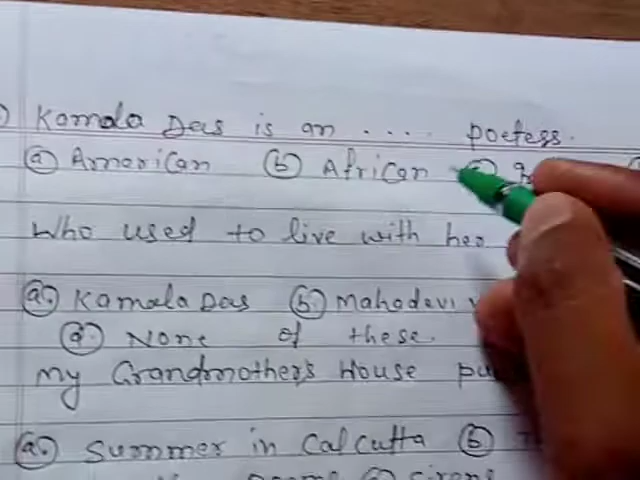 Kamala Das is an .... poetess.
(a) American (b) African (c)
Who used to live with her
(a) Kamala Das (b) Mahadevi
(d) None of these.
my Grandmother's House
(a) Summer in Calcutta (b)